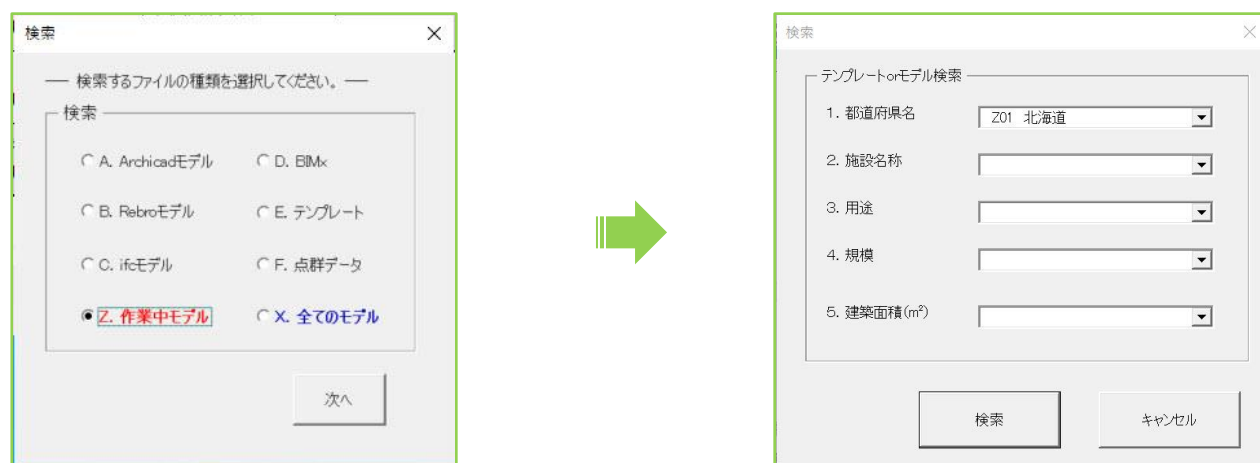 検索
── 検索するファイルの種類を選択してください。 ──
検索
A. Archicadモデル
D. BIMx
B. Rebroモデル
E. テンプレート
C. ifcモデル
F. 点群データ
Z. 作業中モデル
X. 全てのモデル
次へ
検索
テンプレートorモデル検索
1. 都道府県名
Z01 北海道
2. 施設名称
3. 用途
4. 規模
5. 建築面積(m²)
検索
キャンセル